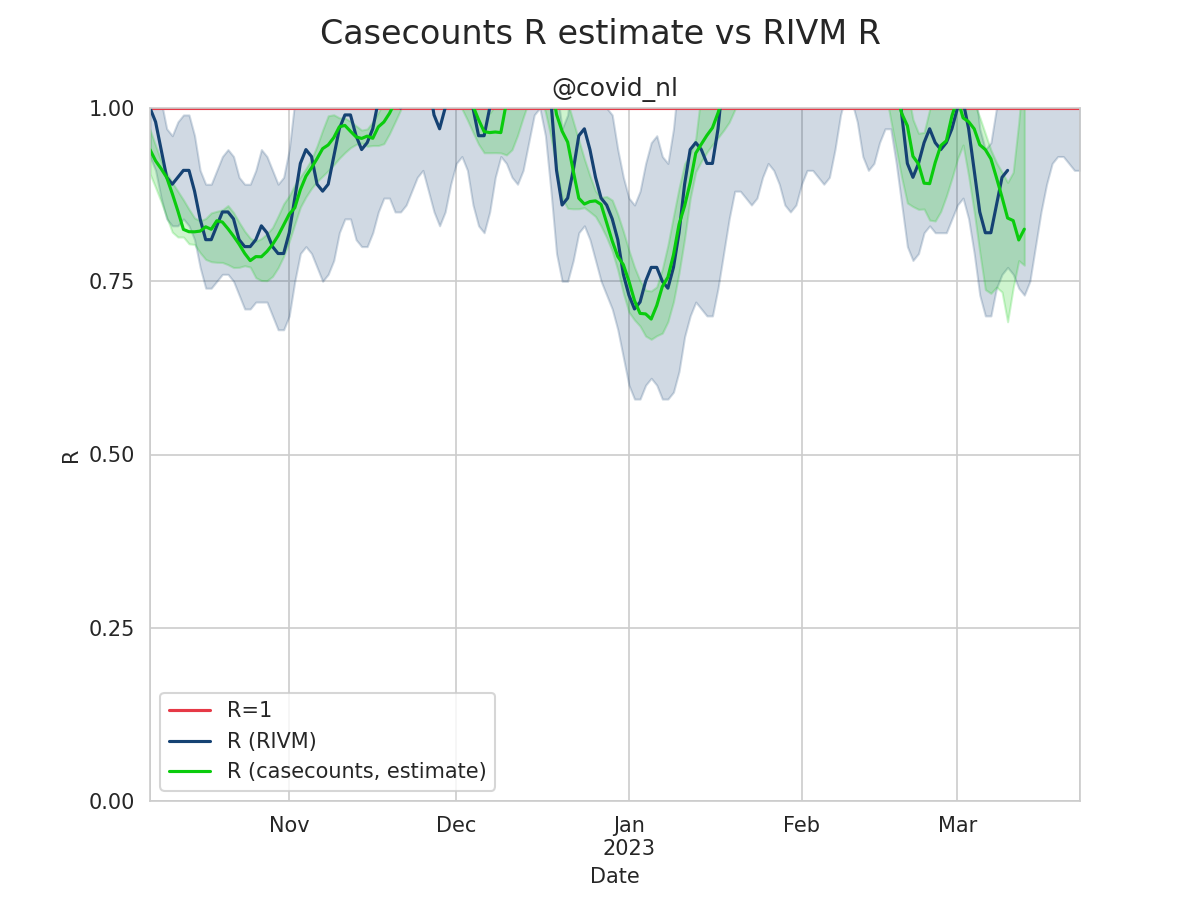 Casecounts R estimate vs RIVM R
@covid_nl
1.00
0.75
0.50
0.25
0.00
R
R=1
R (RIVM)
R (casecounts, estimate)
Nov
Dec
Jan
2023
Feb
Mar
Date